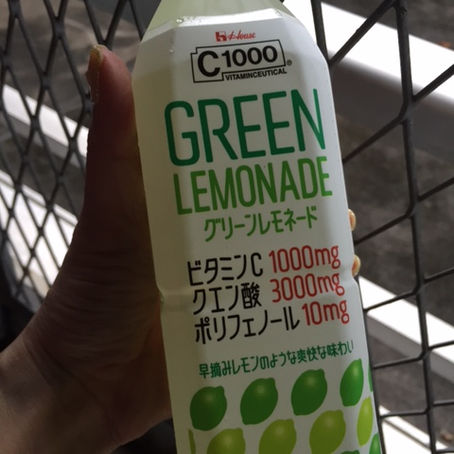 House
C1000
VITAMINCEUTICAL®
GREEN
LEMONADE
グリーンレモネード
ビタミンC 1000mg
クエン酸 3000mg
ポリフェノール 10mg
早摘みレモンのような爽快な味わい